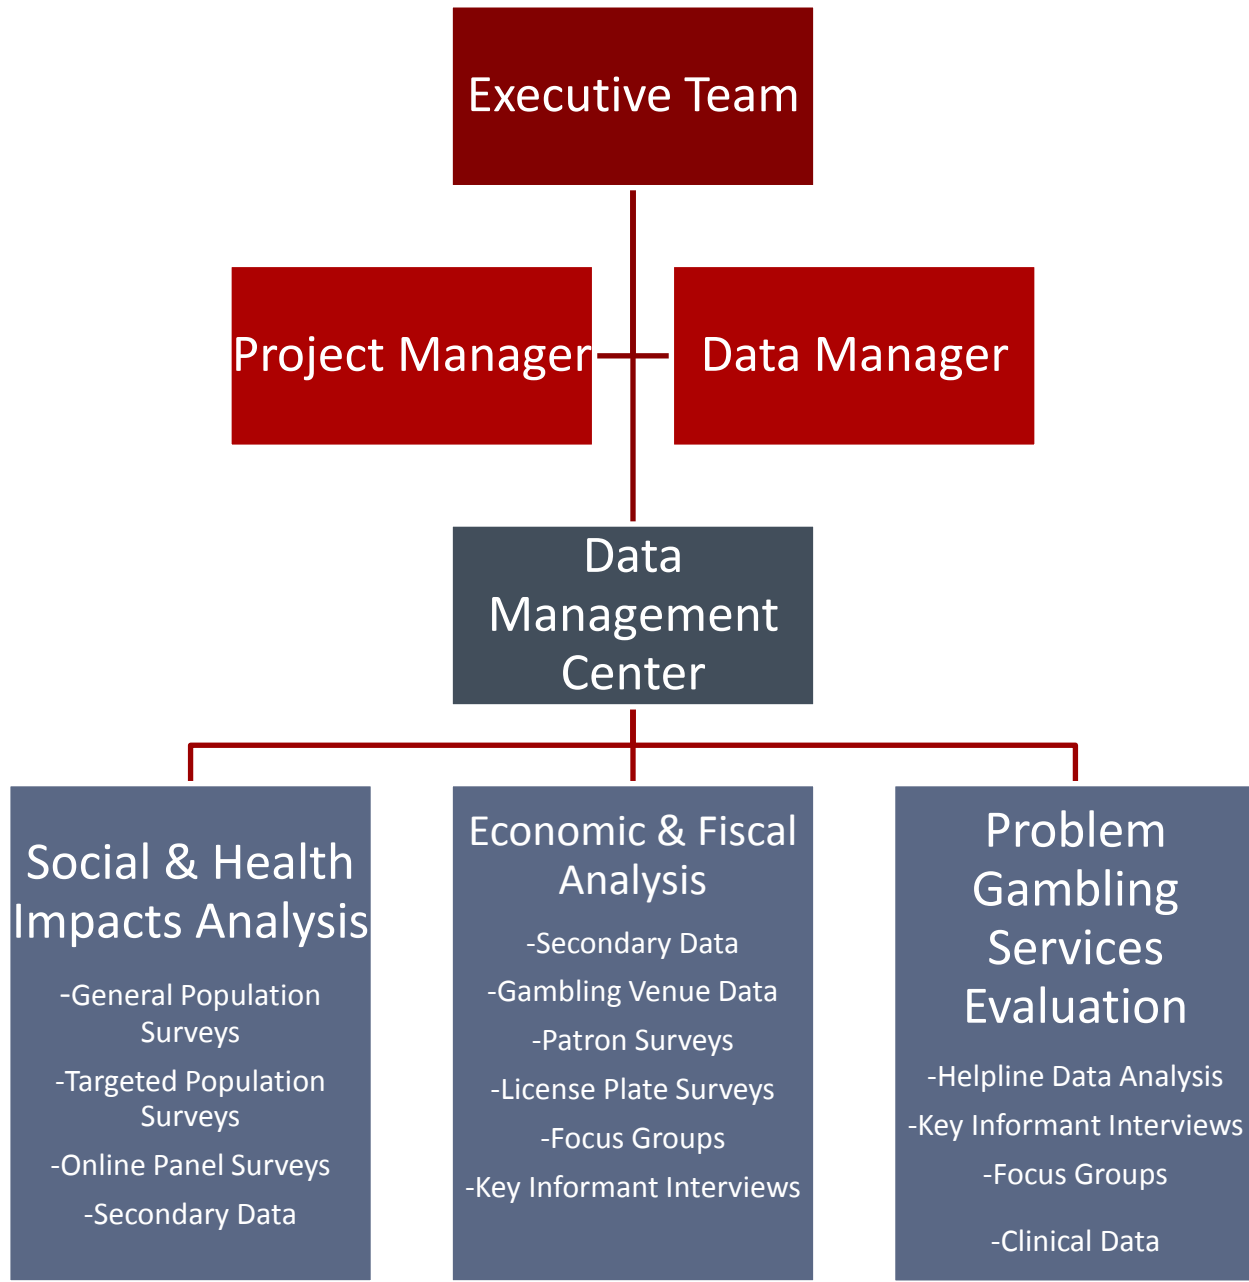 Executive Team
Project Manager
Data Manager
Data
Management
Center
Social & Health
Impacts Analysis
-General Population
Surveys
-Targeted Population
Surveys
-Online Panel Surveys
-Secondary Data
Economic & Fiscal
Analysis
-Secondary Data
-Gambling Venue Data
-Patron Surveys
-License Plate Surveys
-Focus Groups
-Key Informant Interviews
Problem
Gambling
Services
Evaluation
-Helpline Data Analysis
-Key Informant Interviews
-Focus Groups
-Clinical Data